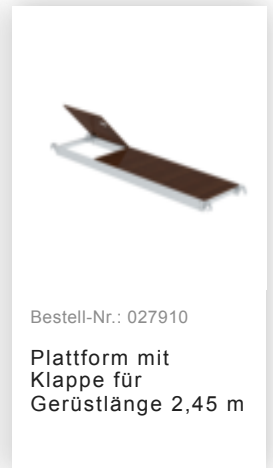 Bestell-Nr.: 027910
Plattform mit
Klappe für
Gerüstlänge 2,45 m